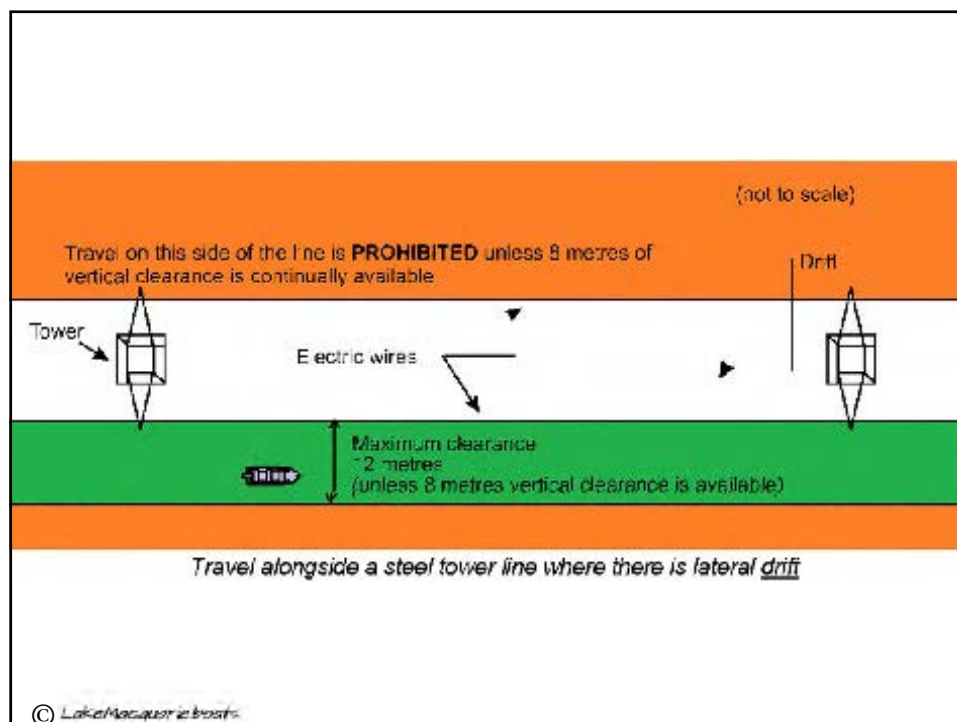 (not to scale)
Travel on this side of the line is PROHIBITED unless 8 metres of
vertical clearance is continually available
Drift
Tower
Electric wires
Maximum clearance
12 metres
(unless 8 metres vertical clearance is available)
Travel alongside a steel tower line where there is lateral drift
© LakeMacquarieboats